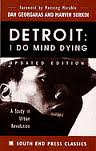 Foreword by Manning Marable
DAN GEORGAKAS AND MARVIN SURKIN
DETROIT:
I DO MIND DYING
UPDATED EDITION
A Study in
Urban
Revolution
SOUTH END PRESS CLASSICS